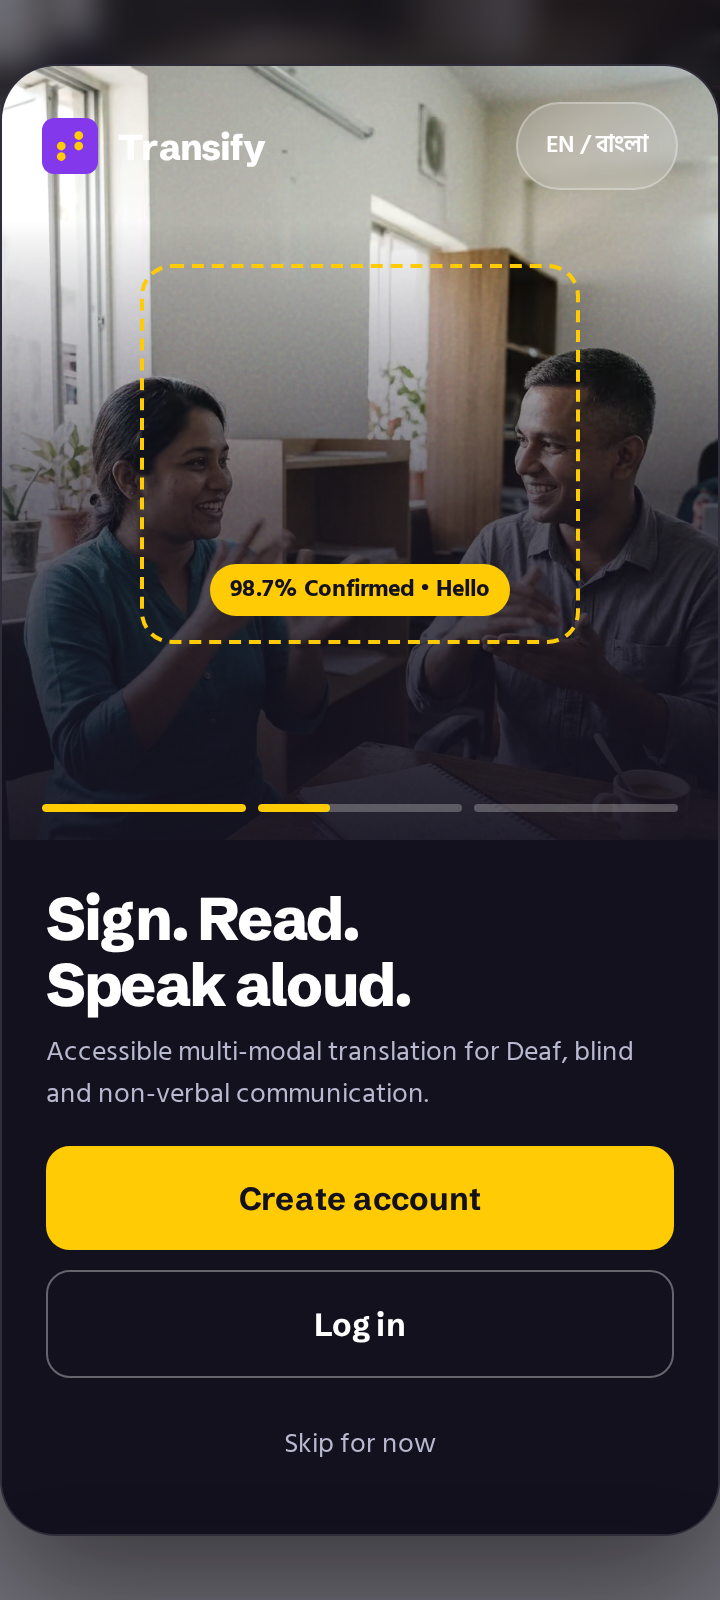 Transify
EN / বাংলা
98.7% Confirmed • Hello
Sign. Read.
Speak aloud.
Accessible multi-modal translation for Deaf, blind
and non-verbal communication.
Create account
Log in
Skip for now